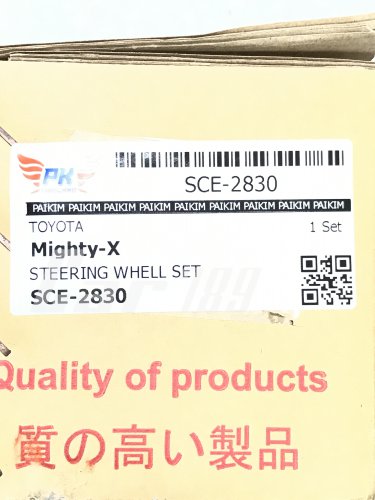 PK
SCE-2830
PAIKIM PAIKIM PAIKIM PAIKIM PAIKIM PAIKIM PAIKIM PAIKIM PAIKIM
TOYOTA 1 Set
Mighty-X
STEERING WHELL SET
SCE-2830
Quality of products
質の高い製品